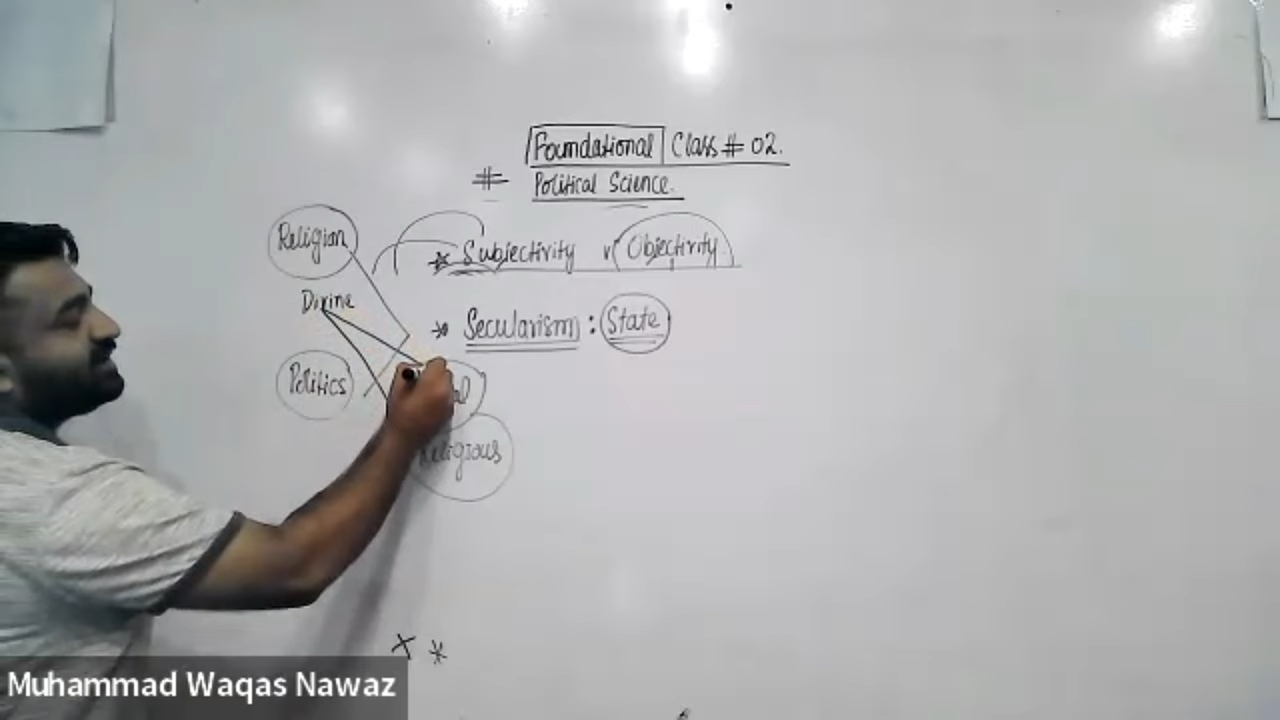 Foundational Class # 02.
# Political Science.
Religion
* Subjectivity v Objectivity
Divine
* Secularism : State
Politics
Religious
Muhammad Waqas Nawaz